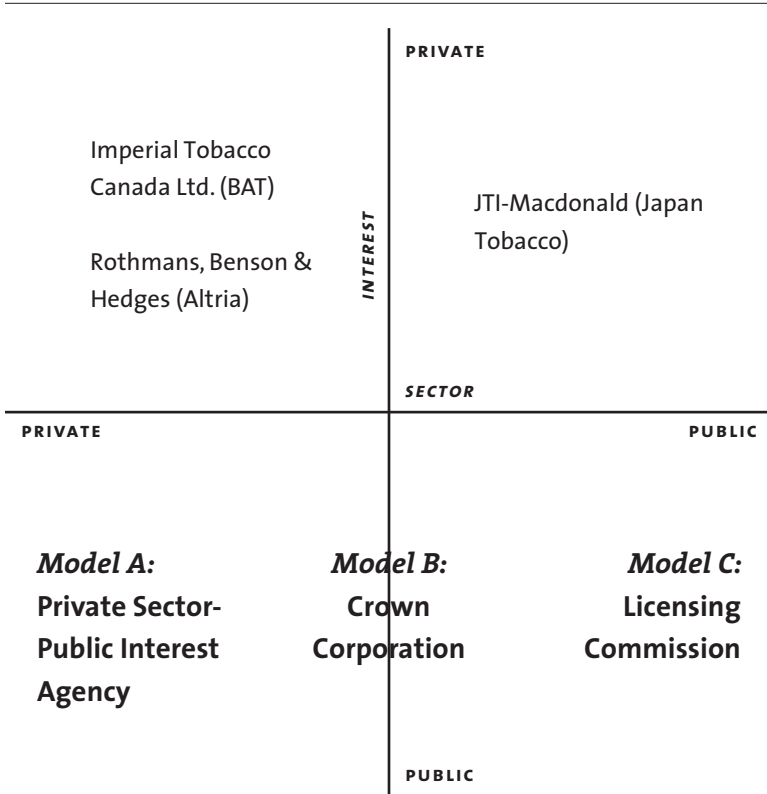 PRIVATE
Imperial Tobacco
Canada Ltd. (BAT)
Rothmans, Benson &
Hedges (Altria)
INTEREST
JTI-Macdonald (Japan
Tobacco)
SECTOR
PRIVATE
PUBLIC
Model A:
Private Sector-
Public Interest
Agency
Model B:
Crown
Corporation
Model C:
Licensing
Commission
PUBLIC